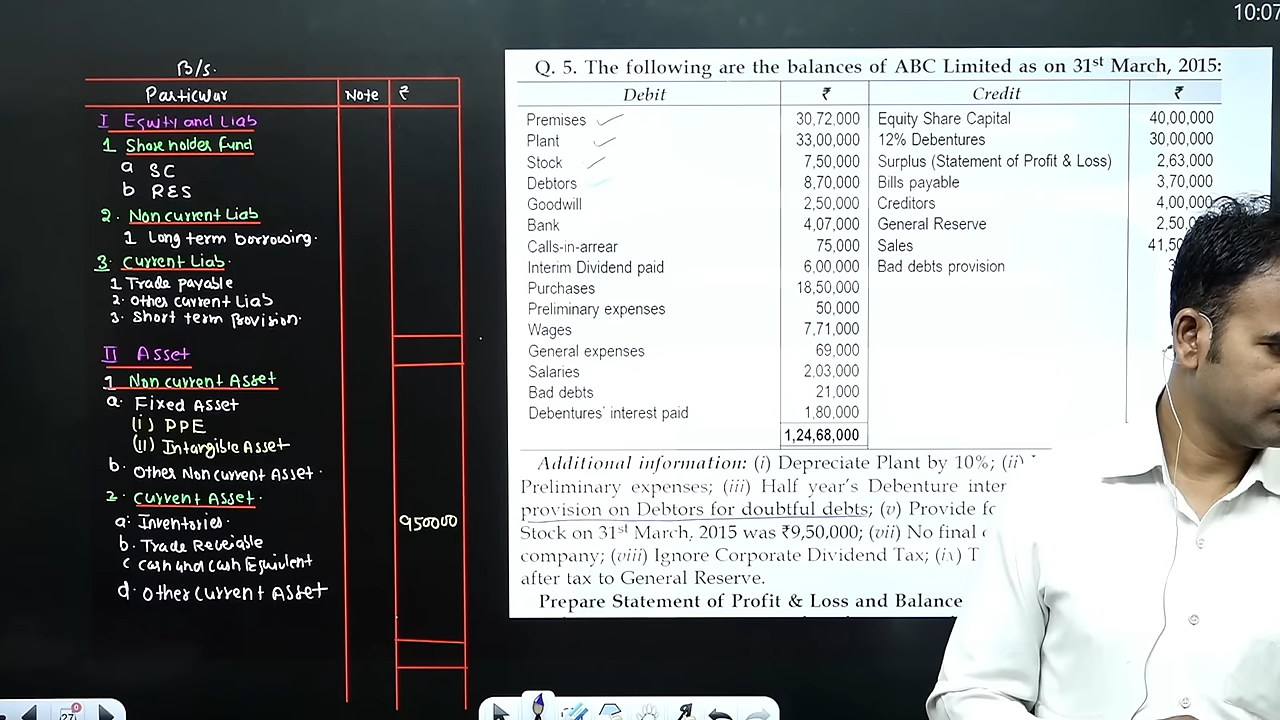 10:07
B/s.
Particular Note ₹
I Equity and Liab
1 Share holder fund
a SC
b RES
2. Non current Liab
1 Long term borrowing.
3. current Liab.
1 Trade payable
2. Other current Liab
3. Short term Provision.
II Asset
1 Non current Asset
a. Fixed Asset
(i) PPE
(ii) Intangible Asset
b. Other Non current Asset.
2. current Asset.
a. Inventories. 950000
b. Trade Receiable
c cash and cash Equivlent
d. Other current Asset
Q. 5. The following are the balances of ABC Limited as on 31st March, 2015:
Debit ₹ Credit ₹
Premises 30,72,000 Equity Share Capital 40,00,000
Plant 33,00,000 12% Debentures 30,00,000
Stock 7,50,000 Surplus (Statement of Profit & Loss) 2,63,000
Debtors 8,70,000 Bills payable 3,70,000
Goodwill 2,50,000 Creditors 4,00,000
Bank 4,07,000 General Reserve 2,50,0
Calls-in-arrear 75,000 Sales 41,50
Interim Dividend paid 6,00,000 Bad debts provision
Purchases 18,50,000
Preliminary expenses 50,000
Wages 7,71,000
General expenses 69,000
Salaries 2,03,000
Bad debts 21,000
Debentures' interest paid 1,80,000
1,24,68,000
Additional information: (i) Depreciate Plant by 10%; (ii)
Preliminary expenses; (iii) Half year's Debenture inter
provision on Debtors for doubtful debts; (v) Provide fo
Stock on 31st March, 2015 was ₹9,50,000; (vii) No final
company; (viii) Ignore Corporate Dividend Tax; (ix) T
after tax to General Reserve.
Prepare Statement of Profit & Loss and Balance
27